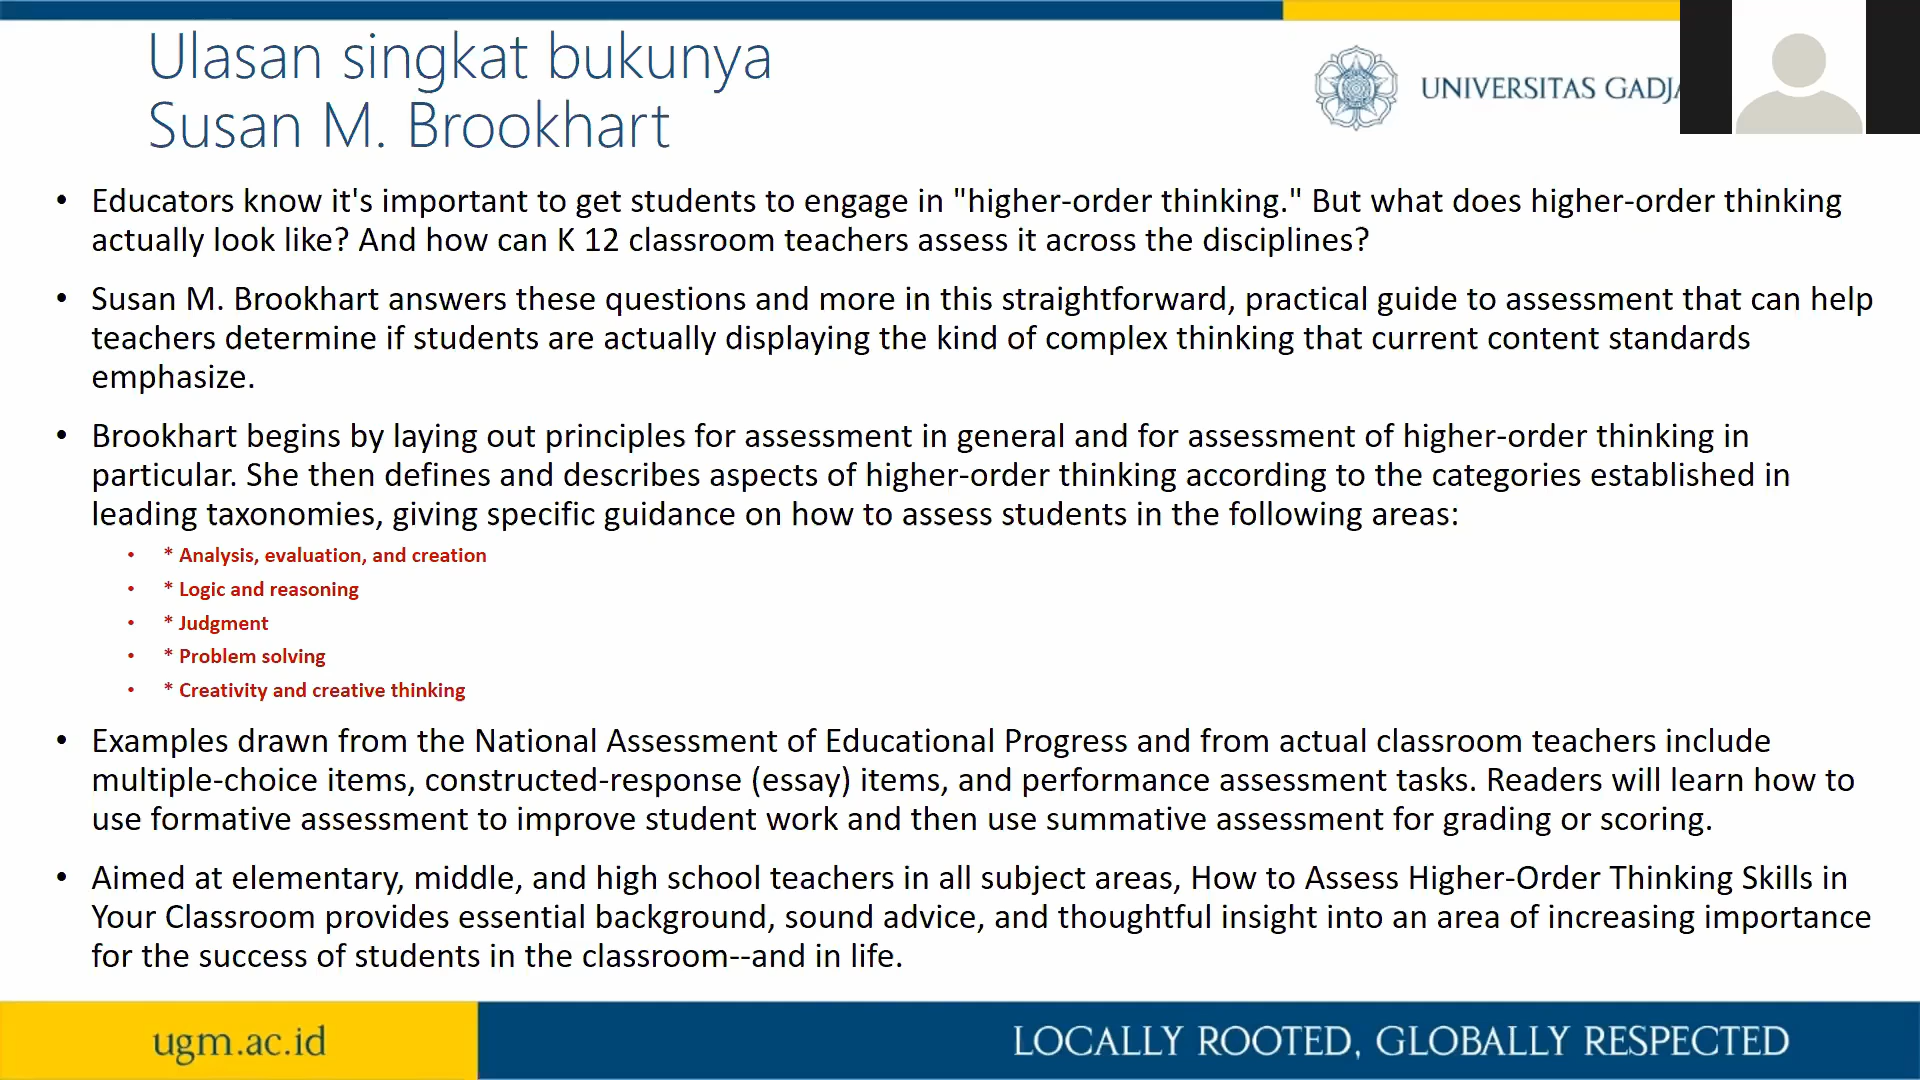 Ulasan singkat bukunya
Susan M. Brookhart
UNIVERSITAS
• Educators know it's important to get students to engage in "higher-order thinking." But what does higher-order thinking
actually look like? And how can K 12 classroom teachers assess it across the disciplines?
• Susan M. Brookhart answers these questions and more in this straightforward, practical guide to assessment that can help
teachers determine if students are actually displaying the kind of complex thinking that current content standards
emphasize.
• Brookhart begins by laying out principles for assessment in general and for assessment of higher-order thinking in
particular. She then defines and describes aspects of higher-order thinking according to the categories established in
leading taxonomies, giving specific guidance on how to assess students in the following areas:
• * Analysis, evaluation, and creation
• * Logic and reasoning
• * Judgment
• * Problem solving
• * Creativity and creative thinking
• Examples drawn from the National Assessment of Educational Progress and from actual classroom teachers include
multiple-choice items, constructed-response (essay) items, and performance assessment tasks. Readers will learn how to
use formative assessment to improve student work and then use summative assessment for grading or scoring.
• Aimed at elementary, middle, and high school teachers in all subject areas, How to Assess Higher-Order Thinking Skills in
Your Classroom provides essential background, sound advice, and thoughtful insight into an area of increasing importance
for the success of students in the classroom--and in life.
ugm.ac.id
LOCALLY ROOTED, GLOBALLY RESPECTED